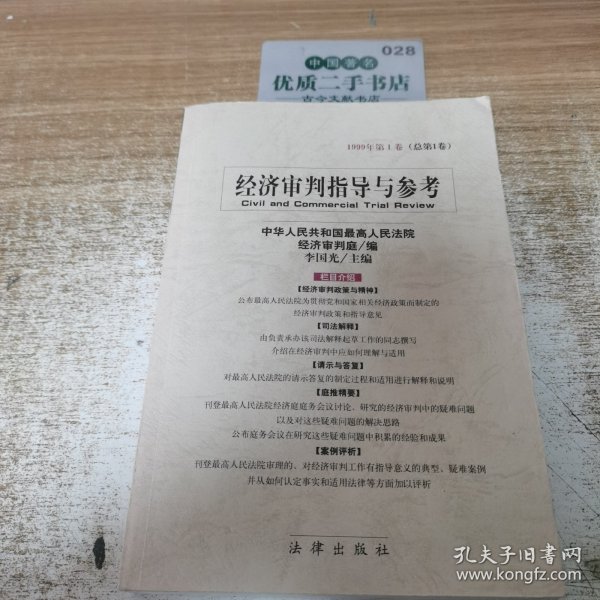 028
中国著名
优质二手书店
古今文献书店
1999年第1卷（总第1卷）
经济审判指导与参考
Civil and Commercial Trial Review
中华人民共和国最高人民法院
经济审判庭/编
李国光/主编
栏目介绍
【经济审判政策与精神】
公布最高人民法院为贯彻党和国家相关经济政策而制定的
经济审判政策和指导意见
【司法解释】
由负责承办该司法解释起草工作的同志撰写
介绍在经济审判中应如何理解与适用
【请示与答复】
对最高人民法院的请示答复的制定过程和适用进行解释和说明
【庭推精要】
刊登最高人民法院经济庭庭务会议讨论、研究的经济审判中的疑难问题
以及对这些疑难问题的解决思路
公布庭务会议在研究这些疑难问题中积累的经验和成果
【案例评析】
刊登最高人民法院审理的、对经济审判工作有指导意义的典型、疑难案例
并从如何认定事实和适用法律等方面加以评析
法律出版社
孔夫子旧书网
www.kongfz.com